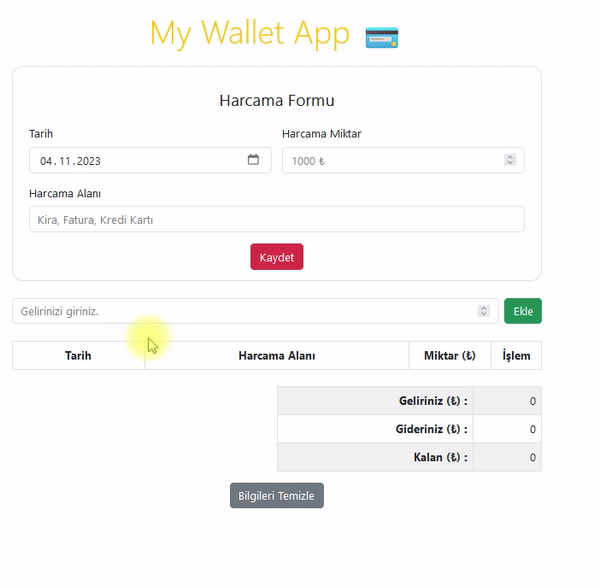 My Wallet App
Harcama Formu
Tarih Harcama Miktar
04.11.2023 1000 ₺
Harcama Alanı
Kira, Fatura, Kredi Kartı
Kaydet
Gelirinizi giriniz. Ekle
Tarih Harcama Alanı Miktar (₺) İşlem
Geliriniz (₺) : 0
Gideriniz (₺) : 0
Kalan (₺) : 0
Bilgileri Temizle